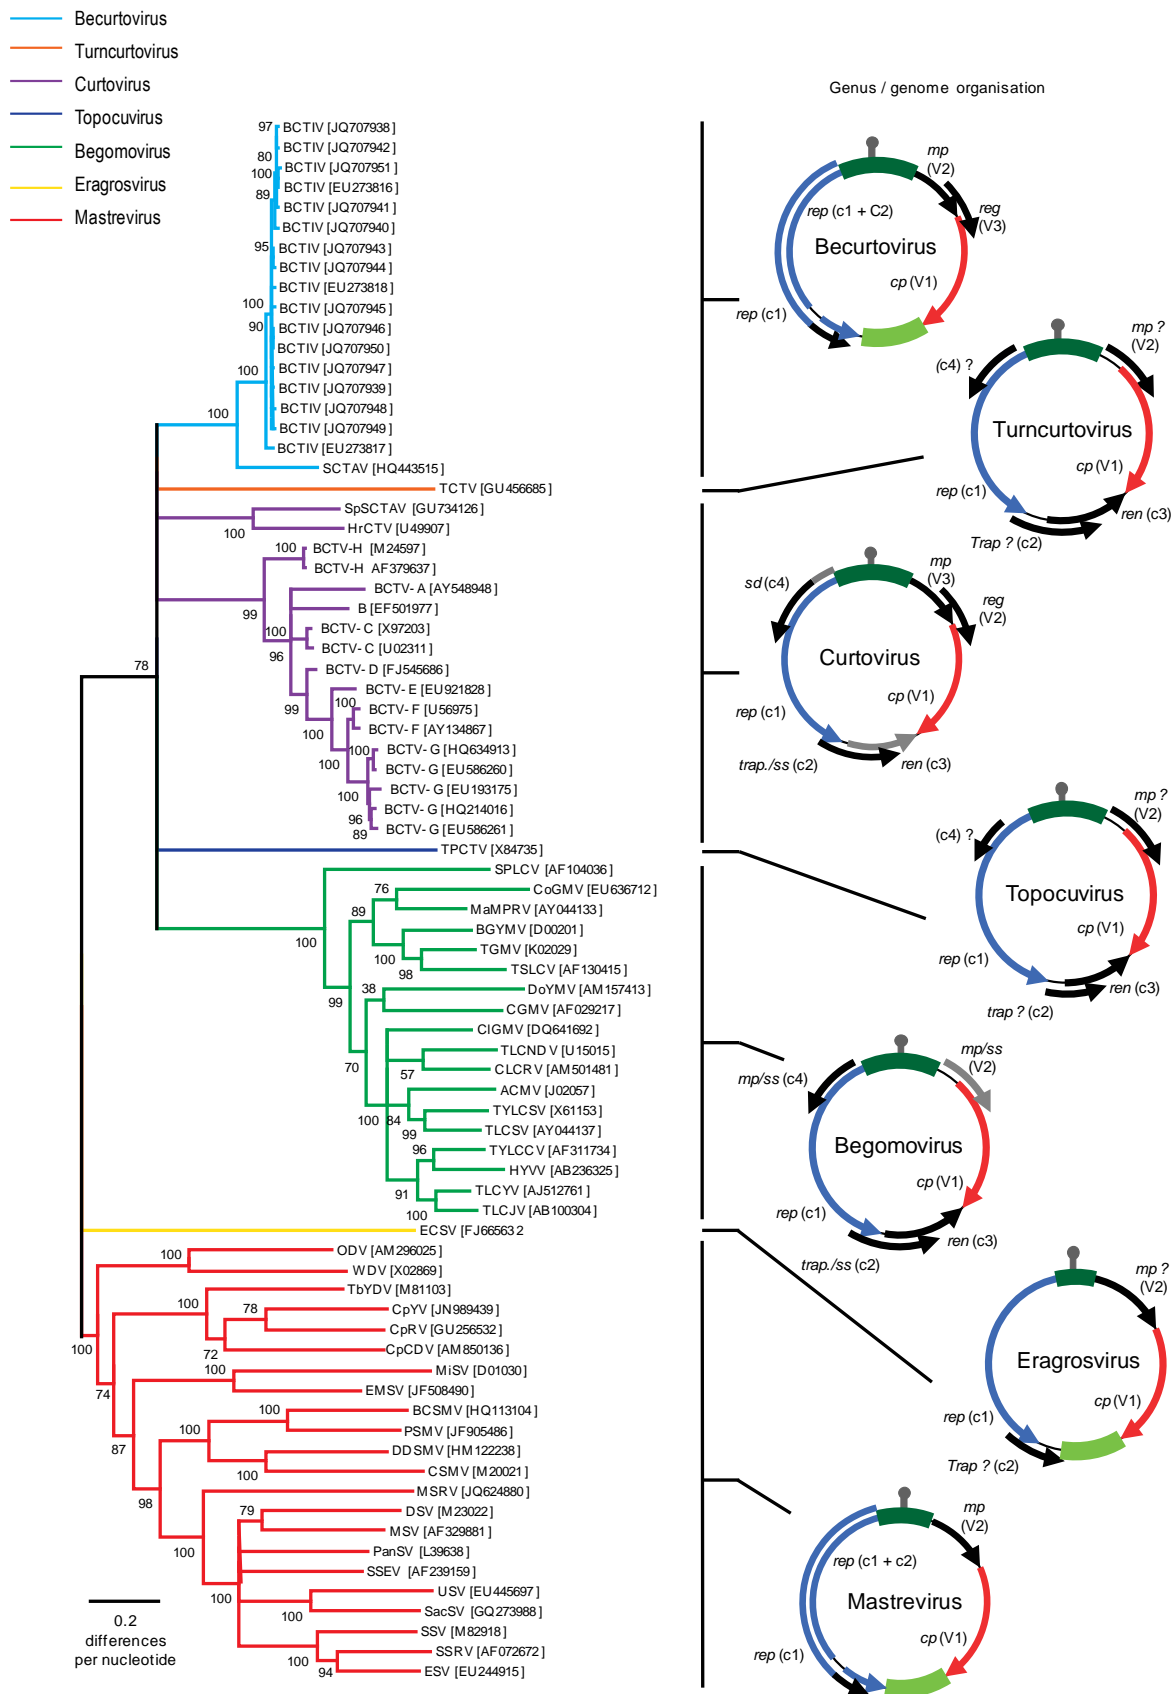 Becurtovirus
Turncurtovirus
Curtovirus
Topocuvirus
Begomovirus
Eragrosvirus
Mastrevirus
97
80
100
89
95
100
90
100
100
BCTIV [JQ707938]
BCTIV [JQ707942]
BCTIV [JQ707951]
BCTIV [EU273816]
BCTIV [JQ707941]
BCTIV [JQ707940]
BCTIV [JQ707943]
BCTIV [JQ707944]
BCTIV [EU273818]
BCTIV [JQ707945]
BCTIV [JQ707946]
BCTIV [JQ707950]
BCTIV [JQ707947]
BCTIV [JQ707939]
BCTIV [JQ707948]
BCTIV [JQ707949]
BCTIV [EU273817]
SCTAV [HQ443515]
TCTV [GU456685]
SpSCTAV [GU734126]
HrCTV [U49907]
100
BCTV-H [M24597]
BCTV-H AF379637]
BCTV- A [AY548948]
B [EF501977]
BCTV- C [X97203]
BCTV- C [U02311]
BCTV- D [FJ545686]
BCTV- E [EU921828]
BCTV- F [U56975]
BCTV- F [AY134867]
BCTV- G [HQ634913]
BCTV- G [EU586260]
BCTV- G [EU193175]
BCTV- G [HQ214016]
BCTV- G [EU586261]
100
99
100
96
99
100
100
100
100
100
96
89
78
TPCTV [X84735]
SPLCV [AF104036]
CoGMV [EU636712]
MaMPRV [AY044133]
BGYMV [D00201]
TGMV [K02029]
TSLCV [AF130415]
DoYMV [AM157413]
CGMV [AF029217]
CIGMV [DQ641692]
TLCNDV [U15015]
CLCRV [AM501481]
ACMV [J02057]
TYLCSV [X61153]
TLCSV [AY044137]
TYLCCV [AF311734]
HYVV [AB236325]
TLCYV [AJ512761]
TLCJV [AB100304]
76
89
100
100
98
99
38
70
57
100
84
99
96
91
100
ECSV [FJ665632
ODV [AM296025]
WDV [X02869]
TbYDV [M81103]
CpYV [JN989439]
CpRV [GU256532]
CpCDV [AM850136]
MiSV [D01030]
EMSV [JF508490]
BCSMV [HQ113104]
PSMV [JF905486]
DDSMV [HM122238]
CSMV [M20021]
MSRV [JQ624880]
DSV [M23022]
MSV [AF329881]
PanSV [L39638]
SSEV [AF239159]
USV [EU445697]
SacSV [GQ273988]
SSV [M82918]
SSRV [AF072672]
ESV [EU244915]
100
100
78
72
100
74
100
87
100
100
100
98
79
100
100
100
100
94
0.2
differences
per nucleotide
Genus / genome organisation
mp
(V2)
reg
(V3)
rep (c1 + C2)
Becurtovirus
cp (V1)
rep (c1)
mp ?
(V2)
(c4) ?
Turncurtovirus
cp (V1)
rep (c1)
ren (c3)
Trap ? (c2)
mp
(V3)
sd (c4)
reg
(V2)
Curtovirus
cp (V1)
rep (c1)
trap./ss (c2)
ren (c3)
mp ?
(V2)
(c4) ?
Topocuvirus
cp (V1)
rep (c1)
ren (c3)
trap ? (c2)
mp/ss
(V2)
mp/ss (c4)
Begomovirus
cp (V1)
rep (c1)
ren (c3)
trap./ss (c2)
mp ?
(V2)
Eragrosvirus
cp (V1)
rep (c1)
Trap ? (c2)
mp
(V2)
rep (c1 + c2)
Mastrevirus
cp (V1)
rep (c1)